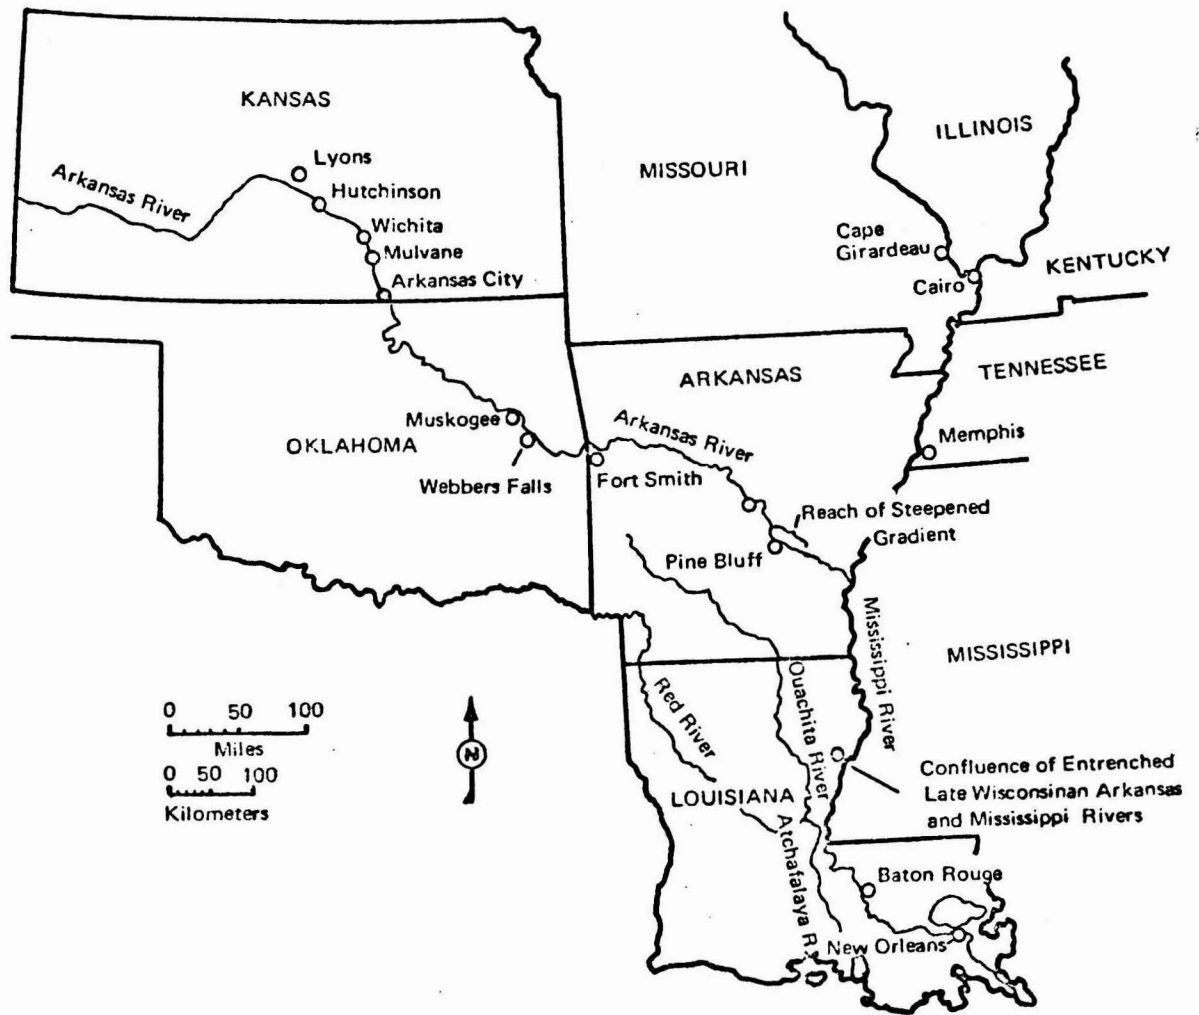 KANSAS
ILLINOIS
MISSOURI
Lyons
Arkansas River
Hutchinson
Wichita
Mulvane
Arkansas City
Cape
Girardeau
KENTUCKY
Cairo
ARKANSAS
TENNESSEE
Muskogee
Arkansas River
Memphis
OKLAHOMA
Webbers Falls
Fort Smith
Reach of Steepened
Gradient
Pine Bluff
Mississippi River
MISSISSIPPI
Red River
Ouachita River
0 50 100
Miles
0 50 100
Kilometers
N
Confluence of Entrenched
Late Wisconsinan Arkansas
and Mississippi Rivers
LOUISIANA
Atchafalaya R.
Baton Rouge
New Orleans